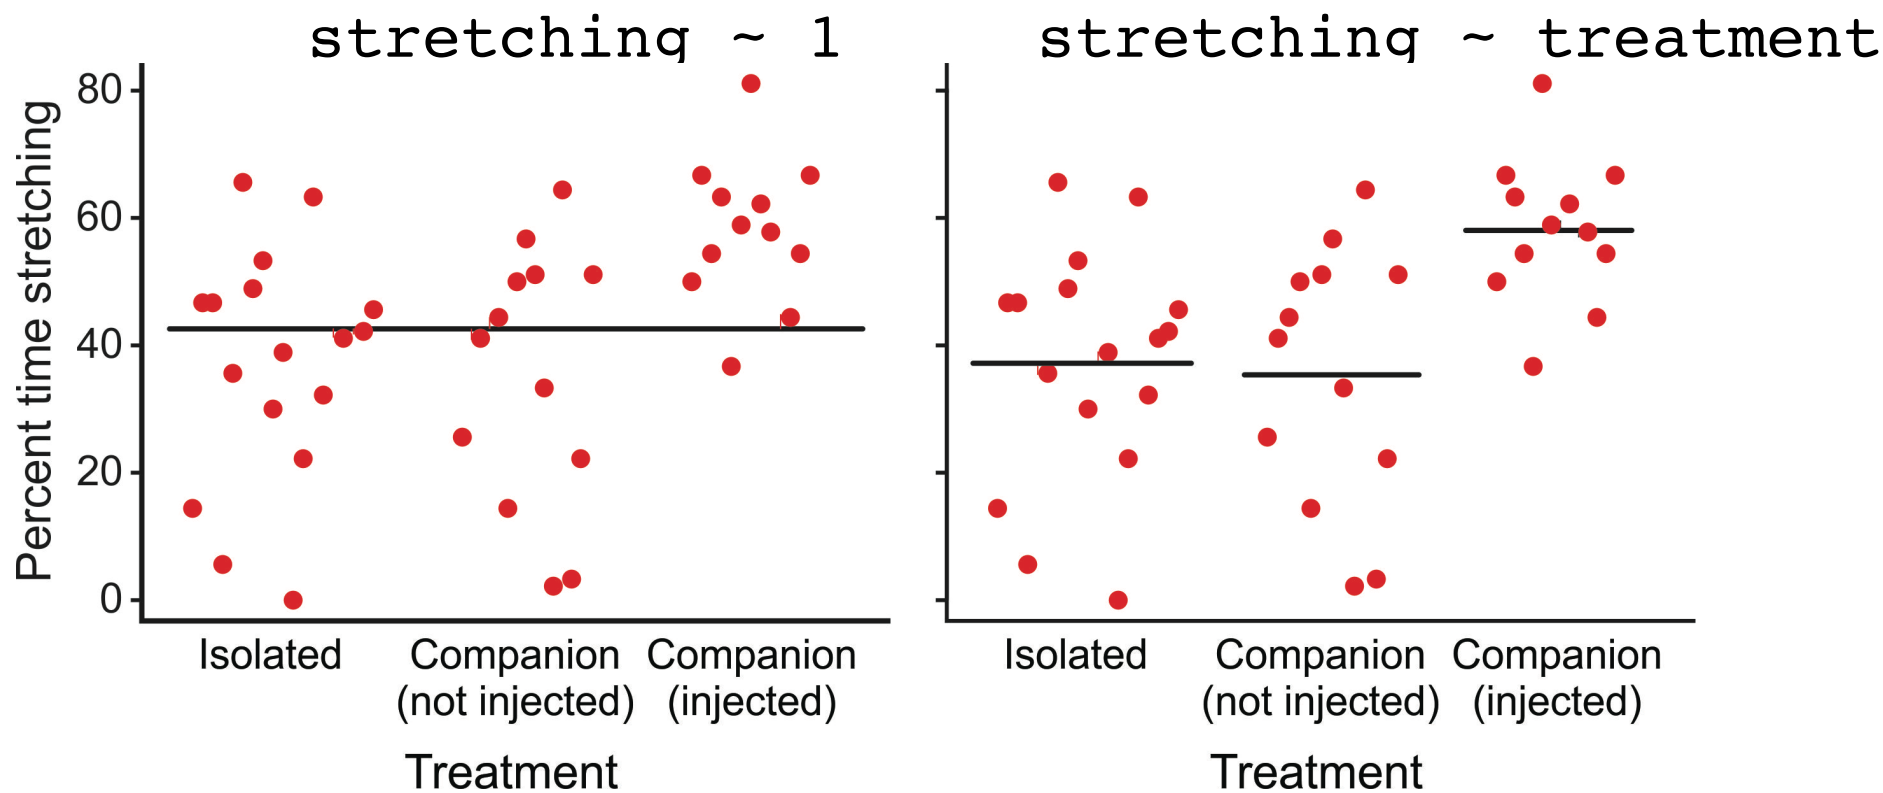 stretching ~ 1
stretching ~ treatment
Percent time stretching
80
60
40
20
0
Isolated
Companion
(not injected)
Companion
(injected)
Treatment
Isolated
Companion
(not injected)
Companion
(injected)
Treatment